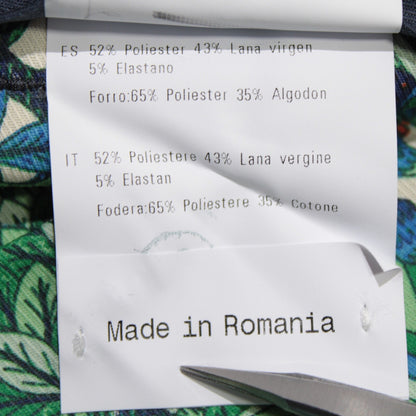 ES 52% Poliester 43% Lana virgen
5% Elastano
Forro:65% Poliester 35% Algodon
IT 52% Poliestere 43% Lana vergine
5% Elastan
Fodera:65% Poliestere 35% Cotone
Made in Romania